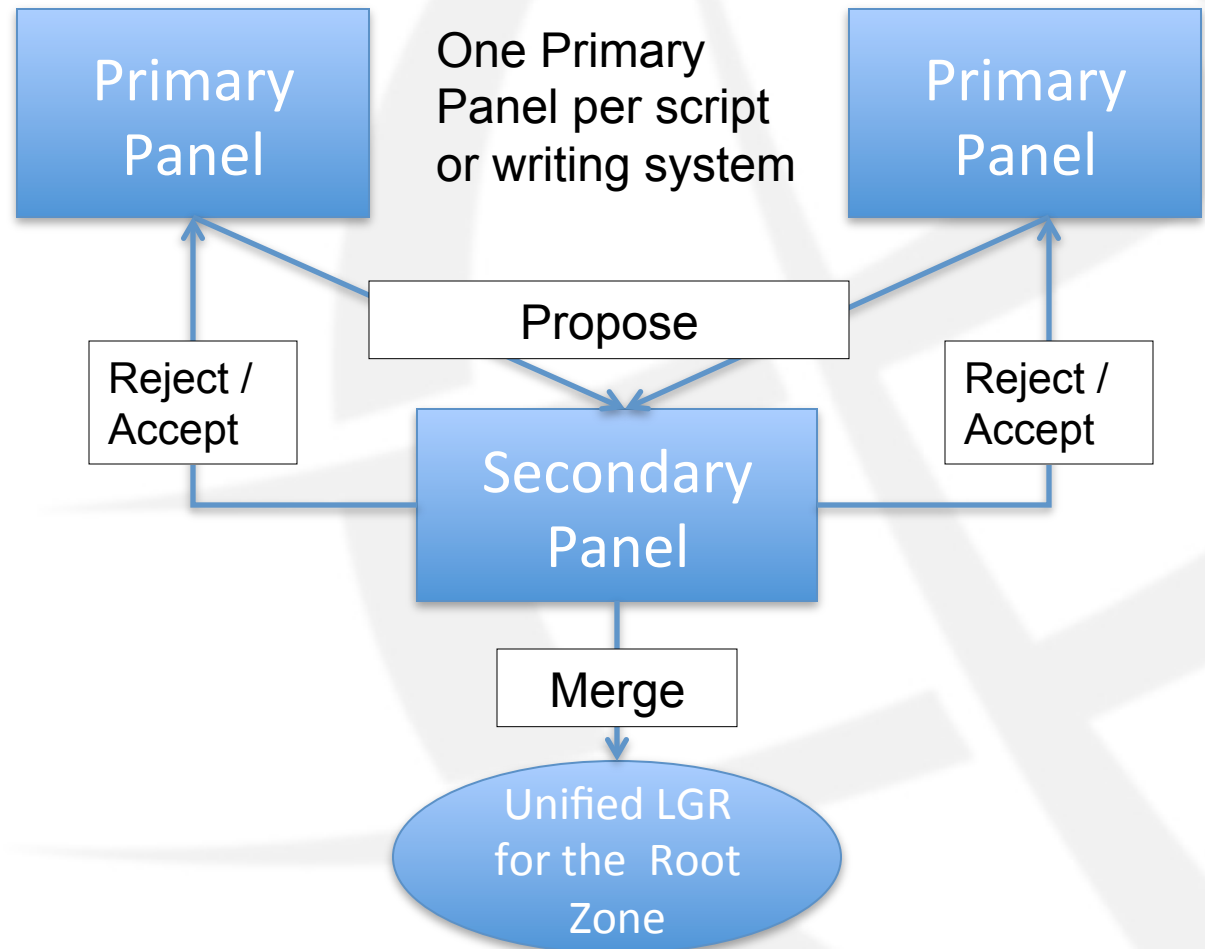 Primary
Panel
One Primary
Panel per script
or writing system
Primary
Panel
Propose
Reject /
Accept
Reject /
Accept
Secondary
Panel
Merge
Unified LGR
for the Root
Zone